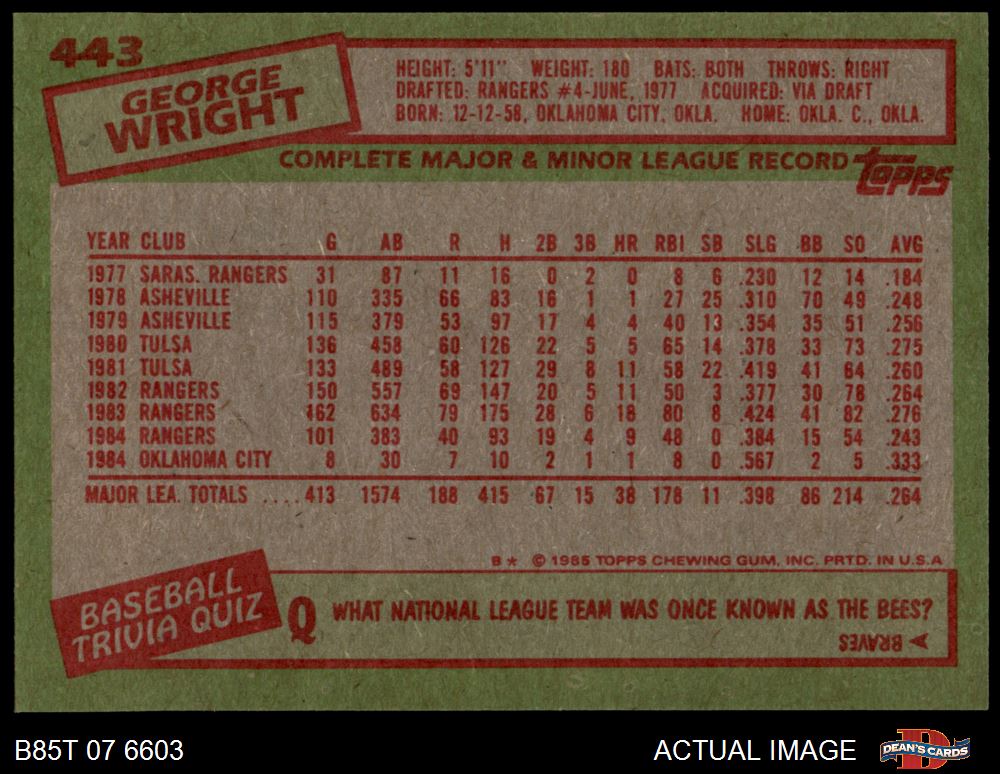 443
GEORGE
WRIGHT
HEIGHT: 5'11" WEIGHT: 180 BATS: BOTH THROWS: RIGHT
DRAFTED: RANGERS #4-JUNE, 1977 ACQUIRED: VIA DRAFT
BORN: 12-12-58, OKLAHOMA CITY, OKLA. HOME: OKLA. C., OKLA.
COMPLETE MAJOR & MINOR LEAGUE RECORD topps
YEAR CLUB G AB R H 2B 3B HR RBI SB SLG BB SO AVG
1977 SARAS. RANGERS 31 87 11 16 0 2 0 8 6 .230 12 14 .184
1978 ASHEVILLE 110 335 66 83 16 1 1 27 25 .310 70 49 .248
1979 ASHEVILLE 115 379 53 97 17 4 4 40 13 .354 35 51 .256
1980 TULSA 136 458 60 126 22 5 5 65 14 .378 33 73 .275
1981 TULSA 133 489 58 127 29 8 11 58 22 .419 41 64 .260
1982 RANGERS 150 557 69 147 20 5 11 50 3 .377 30 78 .264
1983 RANGERS 162 634 79 175 28 6 18 80 8 .424 41 82 .276
1984 RANGERS 101 383 40 93 19 4 9 48 0 .384 15 54 .243
1984 OKLAHOMA CITY 8 30 7 10 2 1 1 8 0 .567 2 5 .333
MAJOR LEA. TOTALS .... 413 1574 188 415 67 15 38 178 11 .398 86 214 .264
B* © 1985 TOPPS CHEWING GUM, INC. PRTD. IN U.S.A
BASEBALL
TRIVIA QUIZ
Q WHAT NATIONAL LEAGUE TEAM WAS ONCE KNOWN AS THE BEES?
BRAVES
B85T 07 6603
ACTUAL IMAGE
D
DEAN'S CARDS